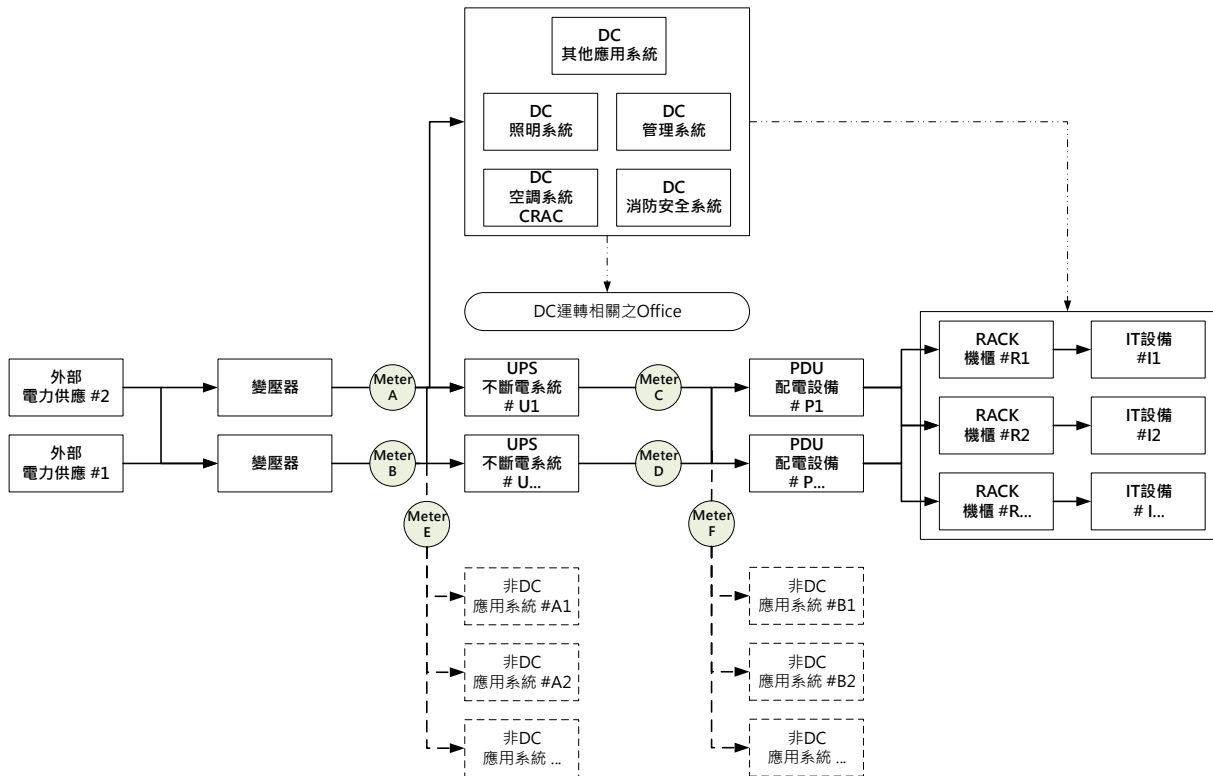 DC
其他應用系統
DC
照明系統
DC
管理系統
DC
空調系統
CRAC
DC
消防安全系統
DC運轉相關之Office
外部
電力供應 #2
變壓器
Meter
A
UPS
不斷電系統
# U1
Meter
C
PDU
配電設備
# P1
RACK
機櫃 #R1
IT設備
#I1
外部
電力供應 #1
變壓器
Meter
B
UPS
不斷電系統
# U...
Meter
D
PDU
配電設備
# P...
RACK
機櫃 #R2
IT設備
#I2
RACK
機櫃 #R...
IT設備
# I...
Meter
E
Meter
F
非DC
應用系統 #A1
非DC
應用系統 #B1
非DC
應用系統 #A2
非DC
應用系統 #B2
非DC
應用系統 ...
非DC
應用系統 ...